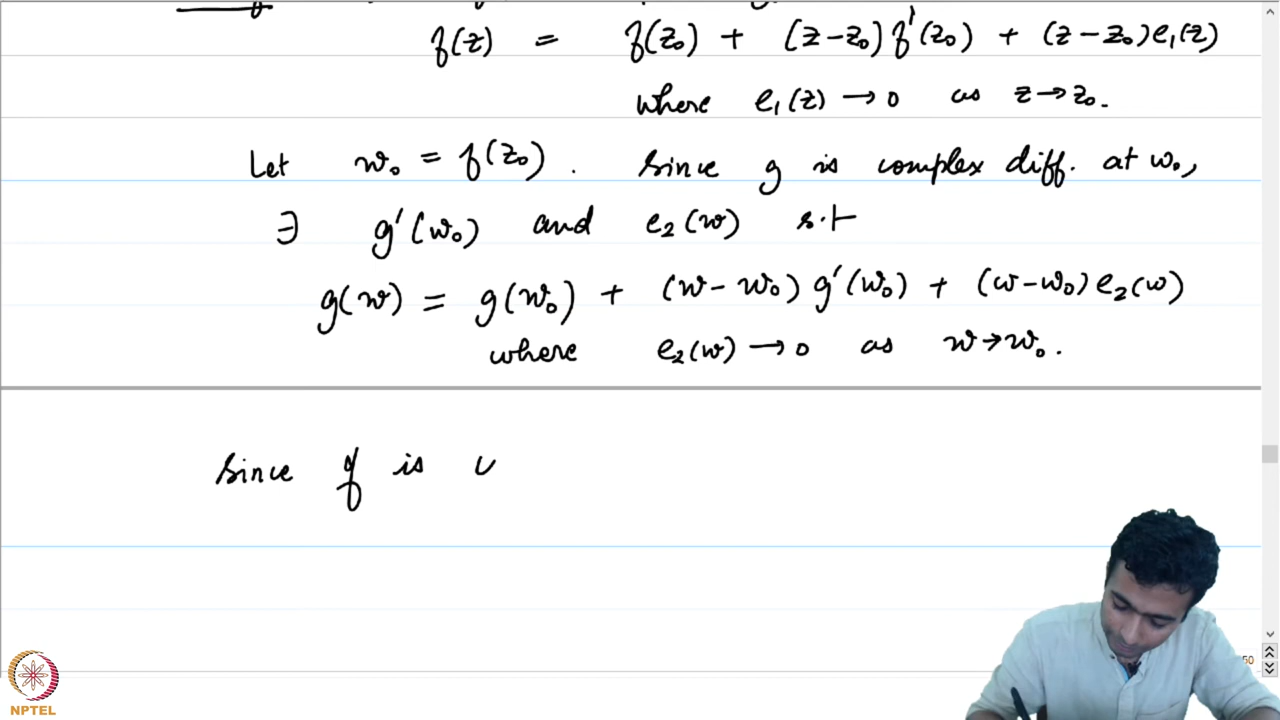 f(z) = f(z₀) + (z-z₀)f'(z₀) + (z-z₀)e₁(z)
where e₁(z) → 0 as z→z₀.
Let w₀ = f(z₀). Since g is complex diff. at w₀,
∃ g'(w₀) and e₂(w) s.t
g(w) = g(w₀) + (w-w₀) g'(w₀) + (w-w₀)e₂(w)
where e₂(w) → 0 as w→w₀.
Since f is c
50
NPTEL